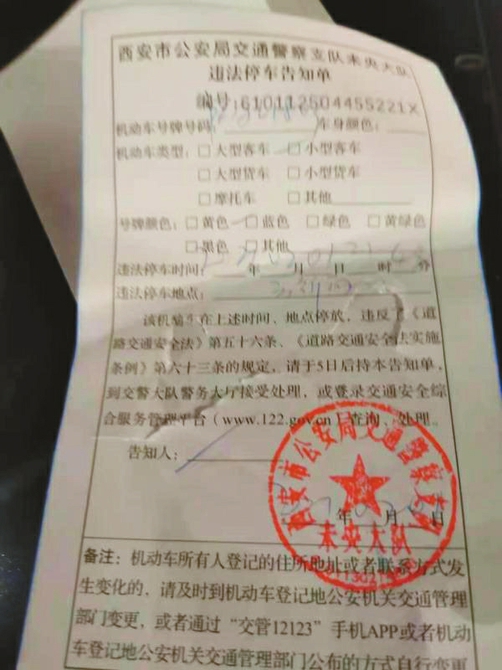 西安市公安局交通警察支队未央大队
违法停车告知单
编号:610112504455221X
机动车号牌号码: 车身颜色:
机动车类型: □大型客车 □小型客车
□大型货车 □小型货车
□摩托车 □其他
号牌颜色: □黄色 □蓝色 □绿色 □黄绿色
□黑色 □其他
违法停车时间: 年 月 日 时 分
违法停车地点:
该机动车在上述时间、地点停放,违反了《道
路交通安全法》第五十六条、《道路交通安全法实施
条例》第六十三条的规定,请于5日后持本告知单,
到交警大队警务大厅接受处理,或登录交通安全综
合服务管理平台(www.122.gov.cn)查询、处理。
告知人:
年 月 日
西安市公安局交通警察支队
未央大队
备注:机动车所有人登记的住所地址或者联系方式发
生变化的,请及时到机动车登记地公安机关交通管理
部门变更,或者通过“交管12123”手机APP或者机动
车登记地公安机关交通管理部门公布的方式自行变更